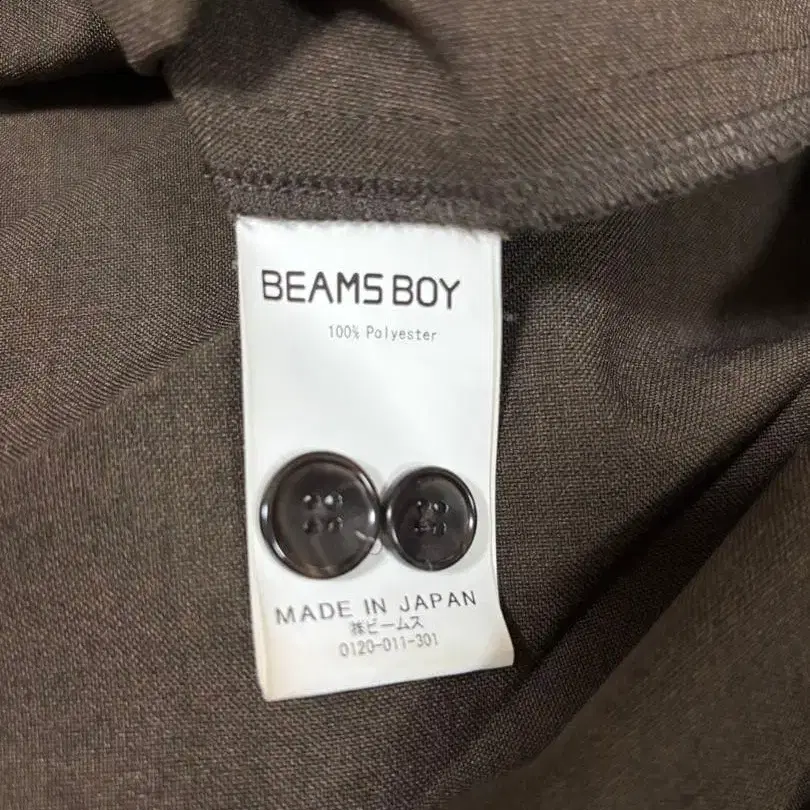 BEAMS BOY
100% Polyester
MADE IN JAPAN
㈱ビームス
0120-011-301